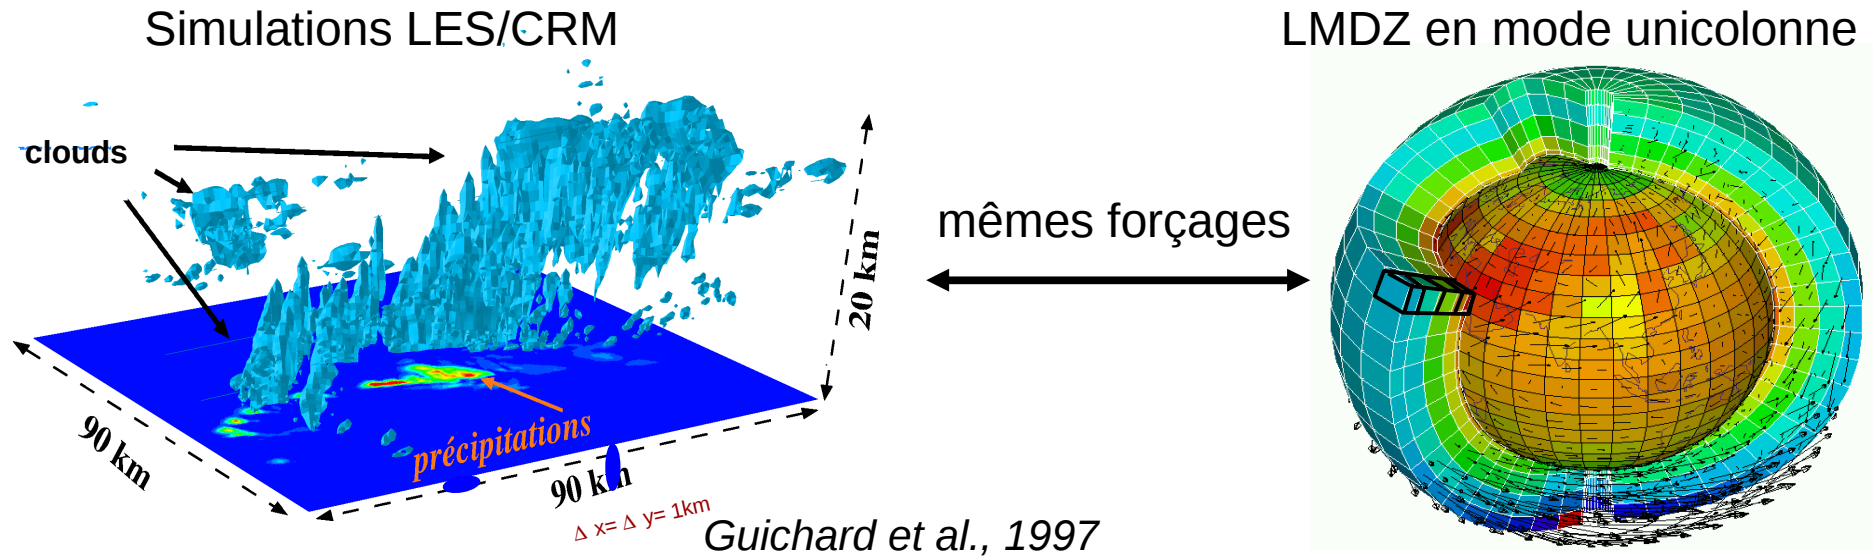 Simulations LES/CRM
LMDZ en mode unicolonne
clouds
mêmes forçages
20 km
90 km
précipitations
90 km
Δ x= Δ y= 1km
Guichard et al., 1997